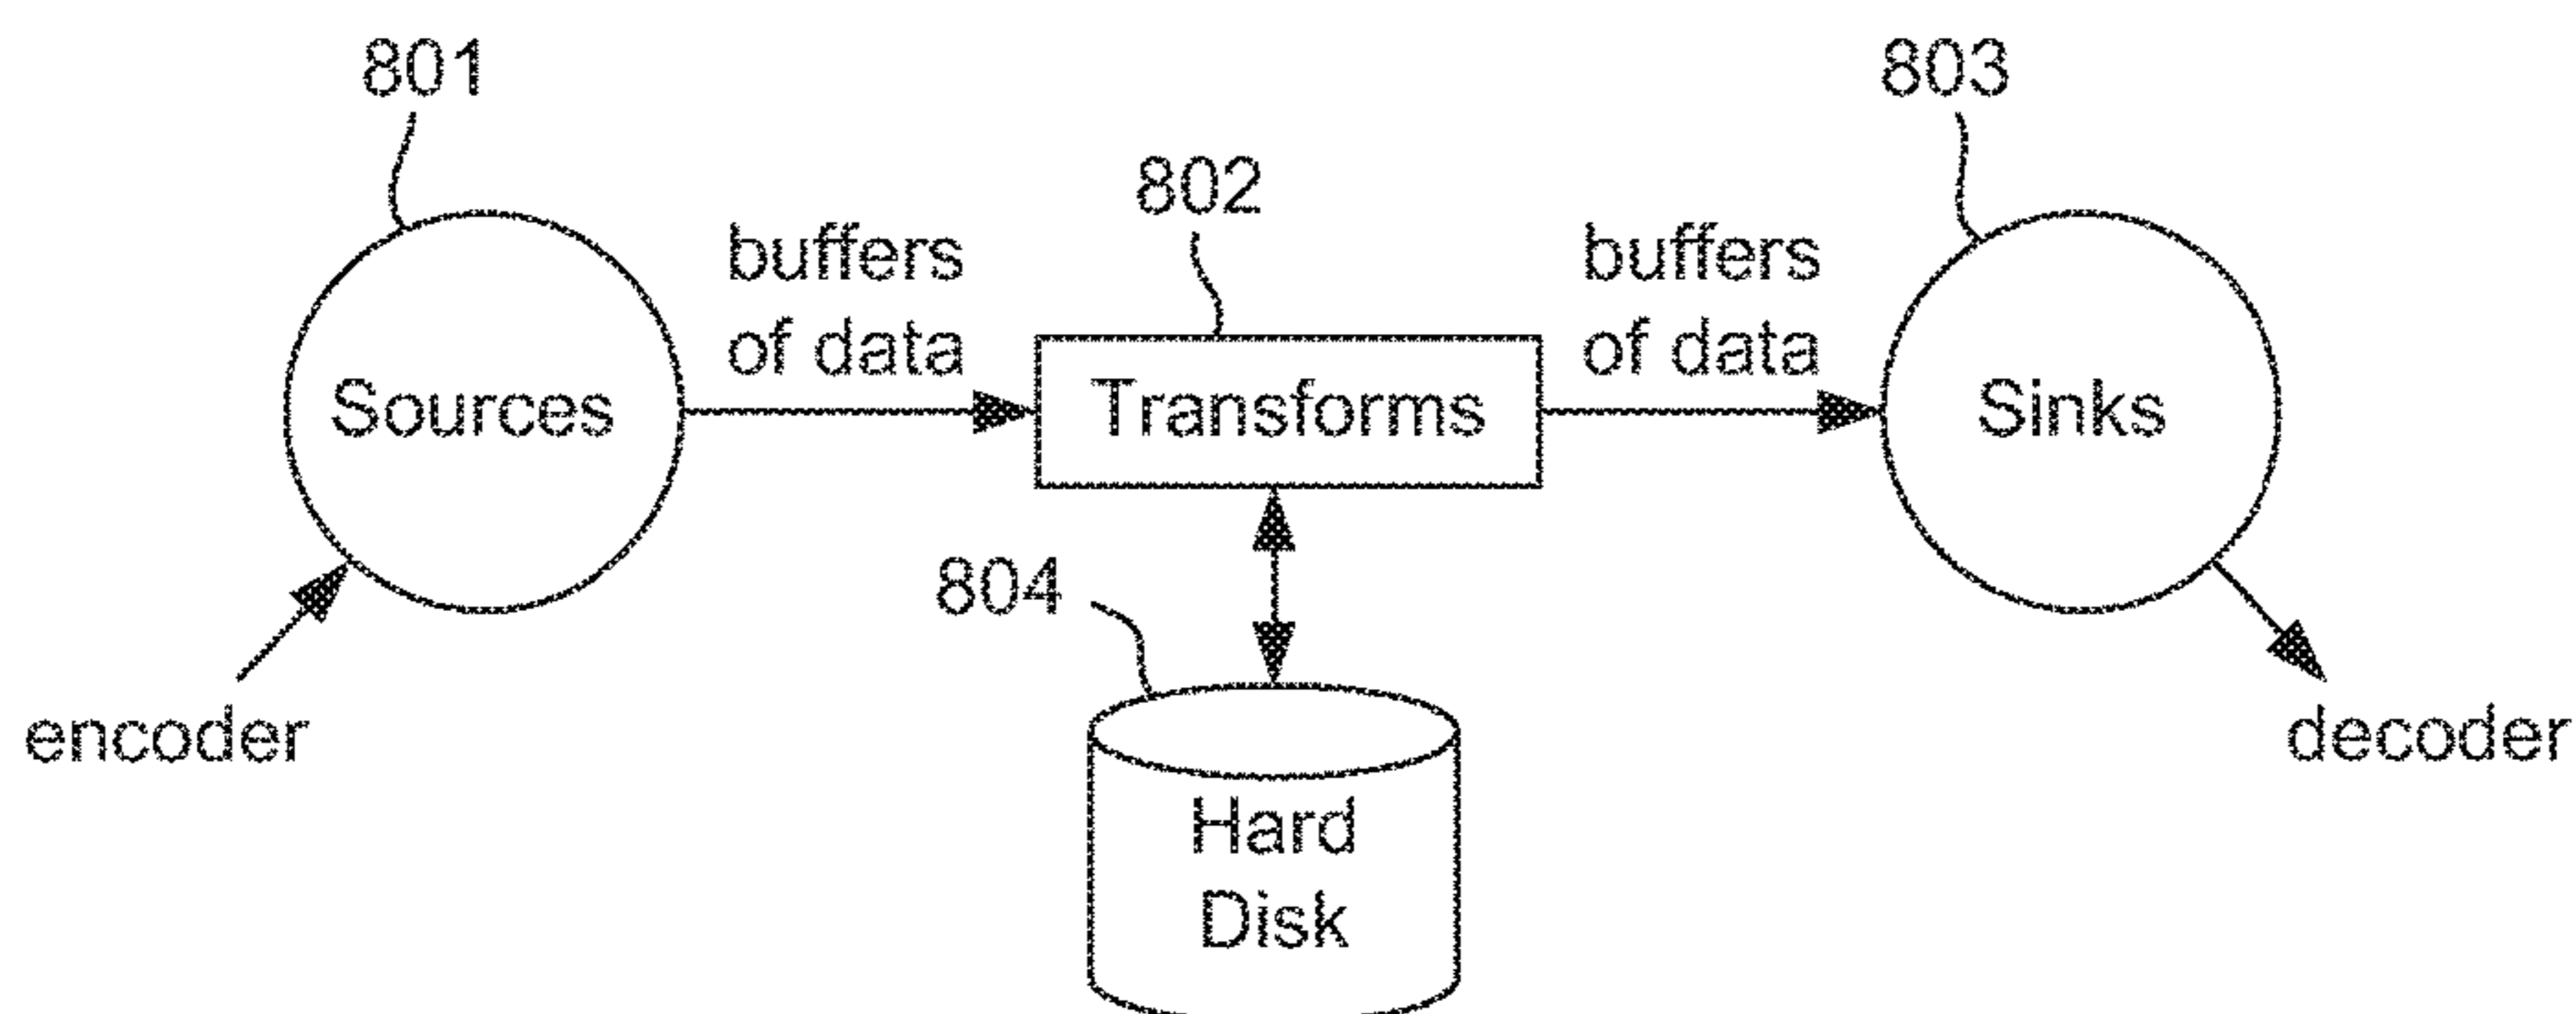 801
803
802
buffers
of data
buffers
of data
Sources
Transforms
Sinks
804
encoder
decoder
Hard
Disk